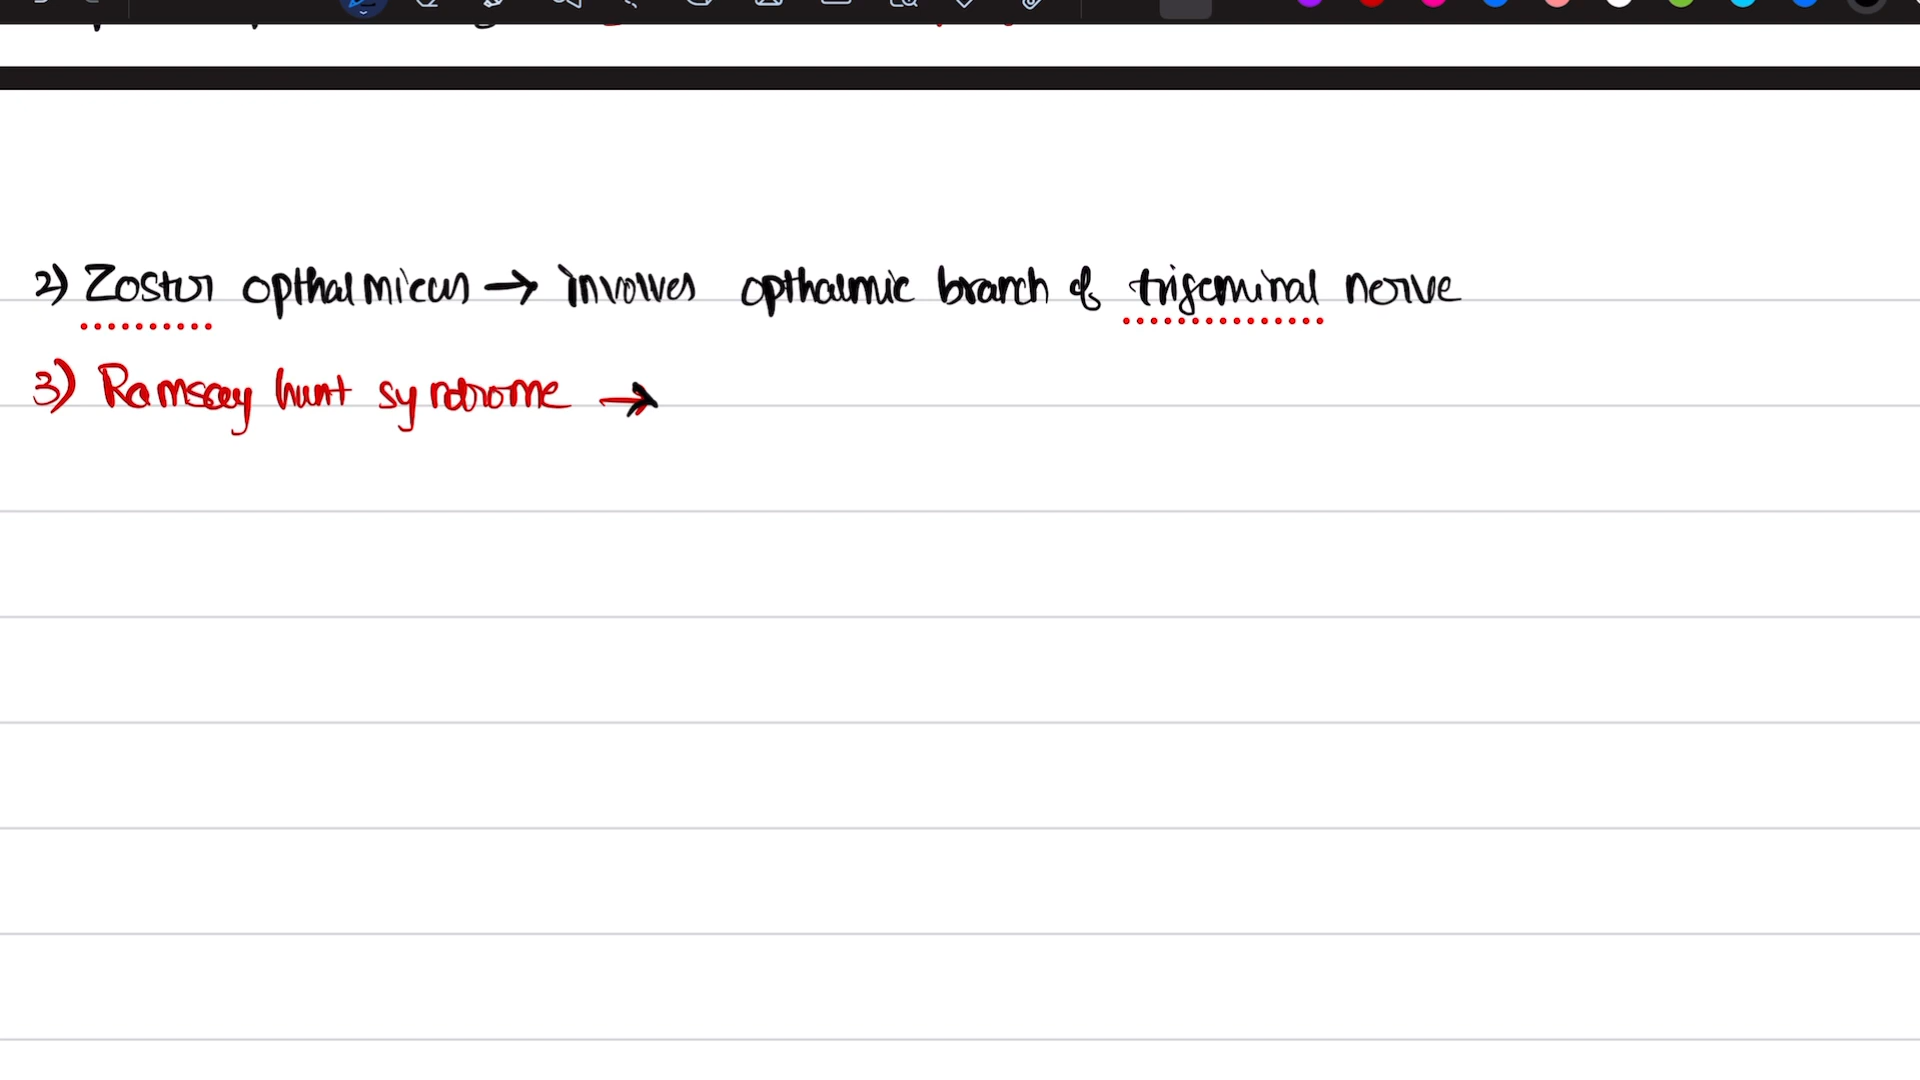 2) Zoster opthalmicus → involves opthalmic branch of trigeminal nerve
3) Ramsay hunt syndrome →